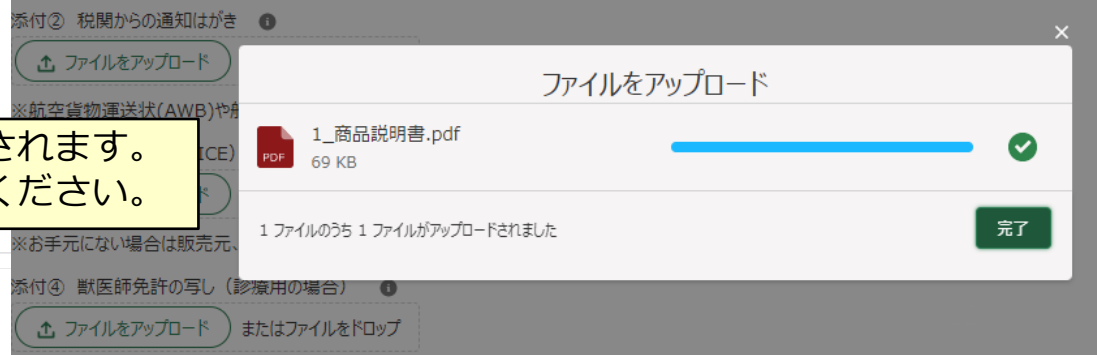 添付② 税関からの通知はがき
ファイルをアップロード
※航空貨物運送状(AWB)や
されます。
ください。
ICE)
※お手元にない場合は販売元、
添付④ 獣医師免許の写し（診療用の場合）
ファイルをアップロード またはファイルをドロップ
ファイルをアップロード
PDF
1_商品説明書.pdf
69 KB
1 ファイルのうち 1 ファイルがアップロードされました
完了